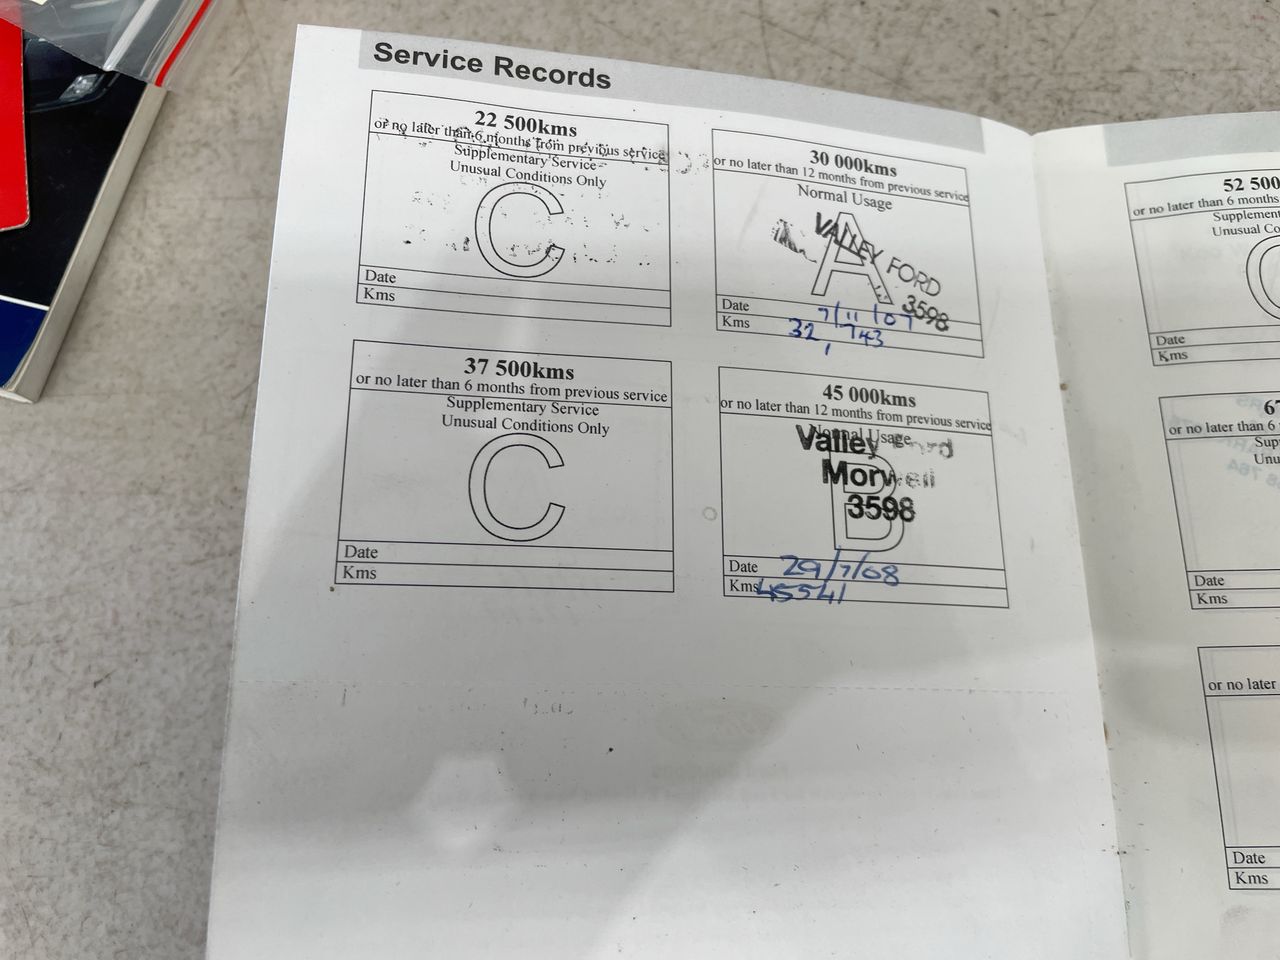 Service Records
22 500kms
or no later than 6 months from previous service
Supplementary Service
Unusual Conditions Only
C
Date
Kms
30 000kms
or no later than 12 months from previous service
Normal Usage
A
VALLEY FORD
3598
Date 7/11/07
Kms 32,743
37 500kms
or no later than 6 months from previous service
Supplementary Service
Unusual Conditions Only
C
Date
Kms
45 000kms
or no later than 12 months from previous service
Normal Usage
B
Valley Ford
Morwell
3598
Date 29/7/08
Kms 45541
52 500
or no later than 6 months
Date
Kms
or no later than 6
Date
Kms
or no later
Date
Kms